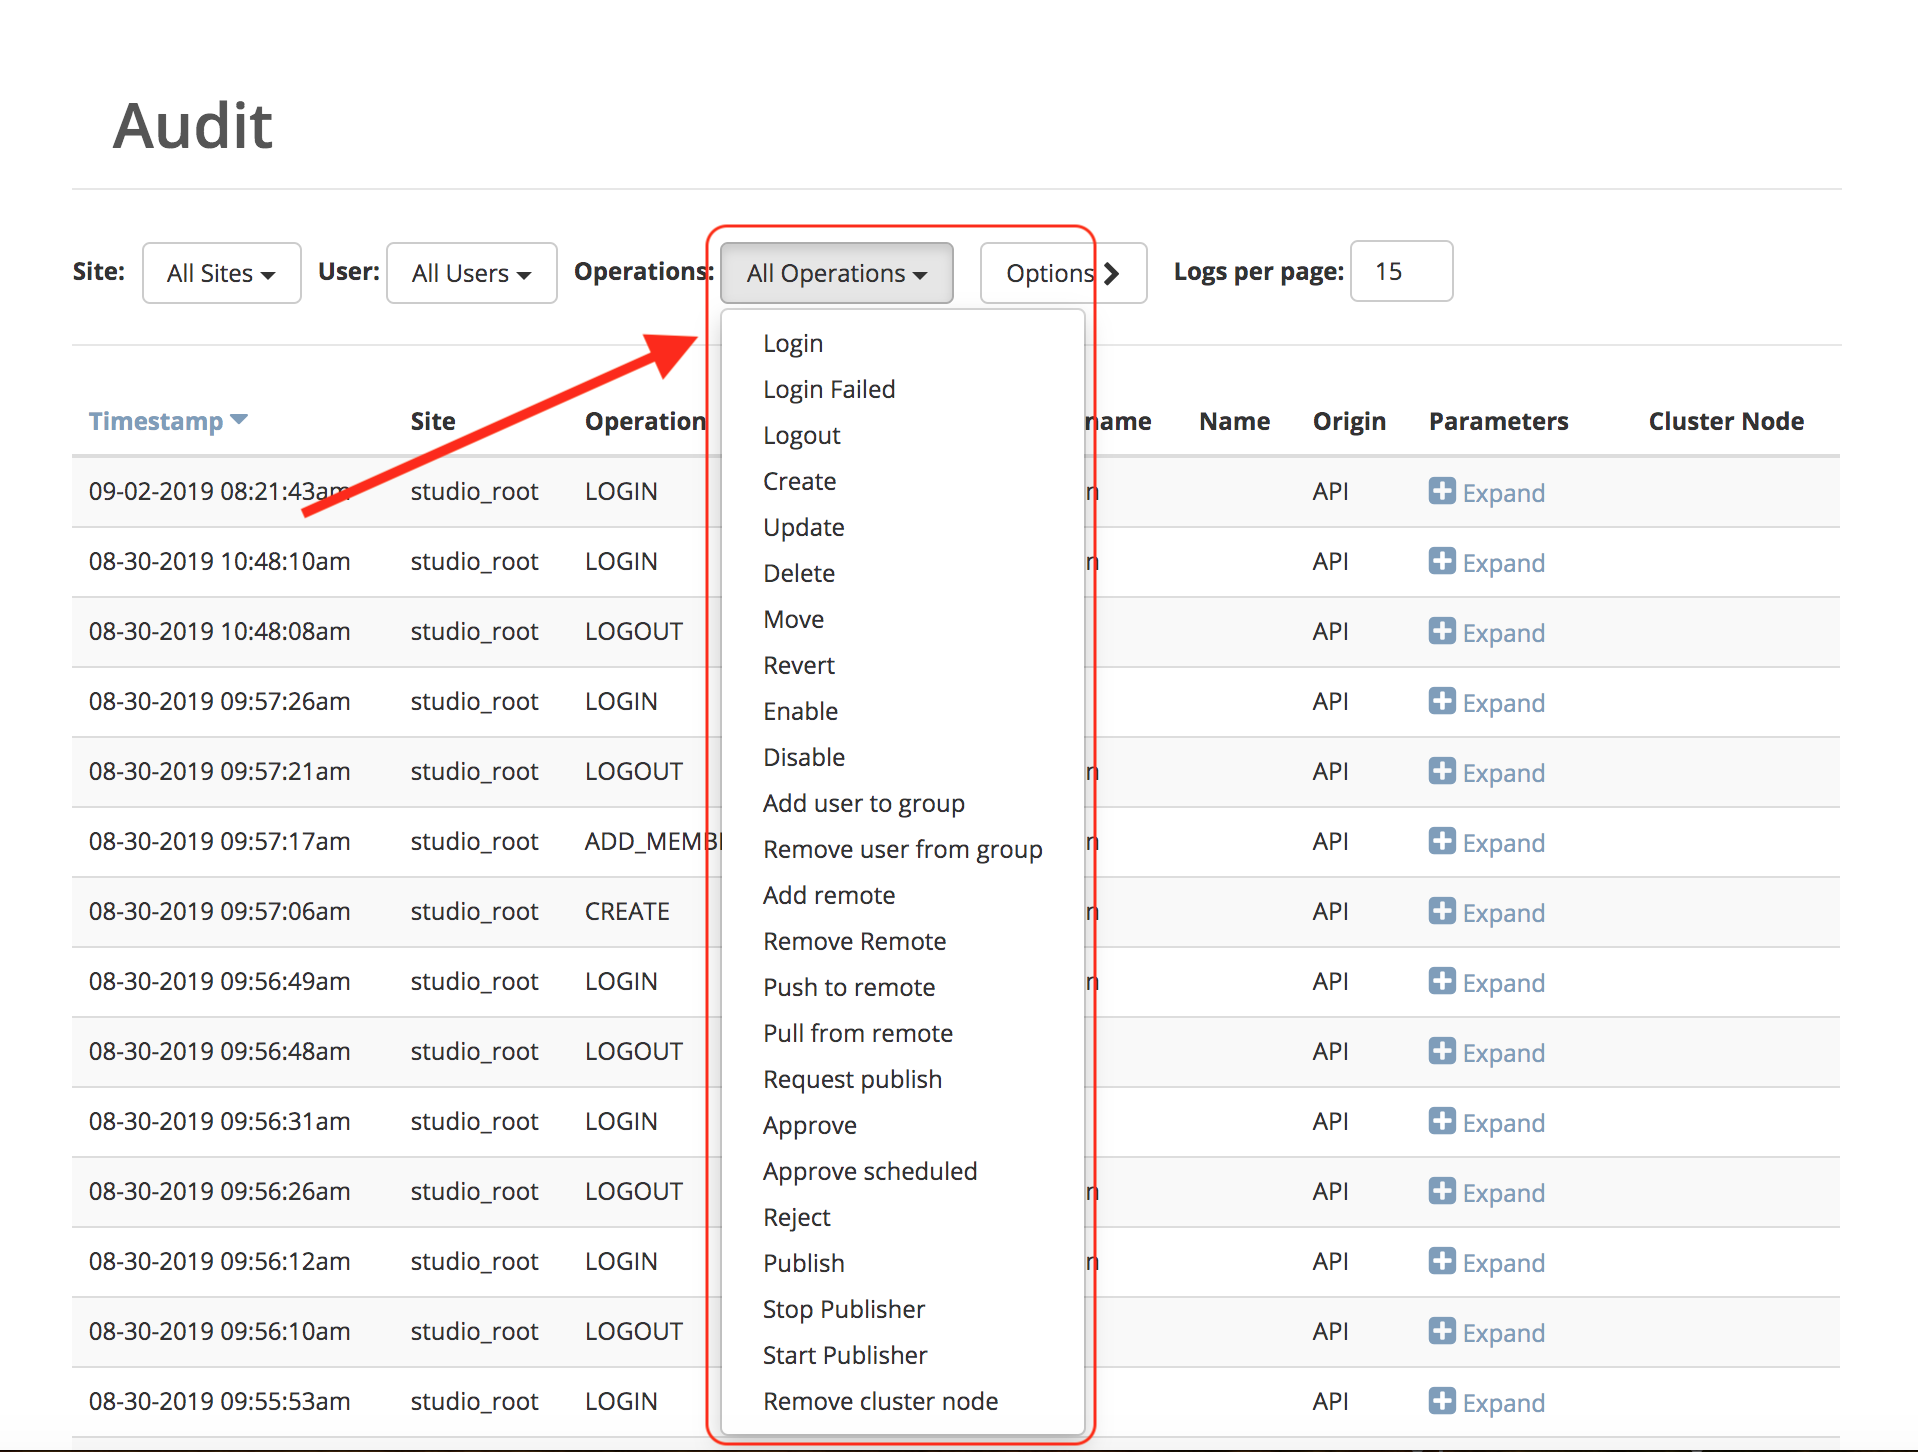 Audit
Site: All Sites User: All Users Operations: All Operations Options Logs per page: 15
Login
Login Failed
Logout
Create
Update
Delete
Move
Revert
Enable
Disable
Add user to group
Remove user from group
Add remote
Remove Remote
Push to remote
Pull from remote
Request publish
Approve
Approve scheduled
Reject
Publish
Stop Publisher
Start Publisher
Remove cluster node
Timestamp Site Operation name Name Origin Parameters Cluster Node
09-02-2019 08:21:43am studio_root LOGIN n API Expand
08-30-2019 10:48:10am studio_root LOGIN n API Expand
08-30-2019 10:48:08am studio_root LOGOUT API Expand
08-30-2019 09:57:26am studio_root LOGIN API Expand
08-30-2019 09:57:21am studio_root LOGOUT n API Expand
08-30-2019 09:57:17am studio_root ADD_MEMB n API Expand
08-30-2019 09:57:06am studio_root CREATE n API Expand
08-30-2019 09:56:49am studio_root LOGIN n API Expand
08-30-2019 09:56:48am studio_root LOGOUT API Expand
08-30-2019 09:56:31am studio_root LOGIN API Expand
08-30-2019 09:56:26am studio_root LOGOUT n API Expand
08-30-2019 09:56:12am studio_root LOGIN n API Expand
08-30-2019 09:56:10am studio_root LOGOUT API Expand
08-30-2019 09:55:53am studio_root LOGIN API Expand